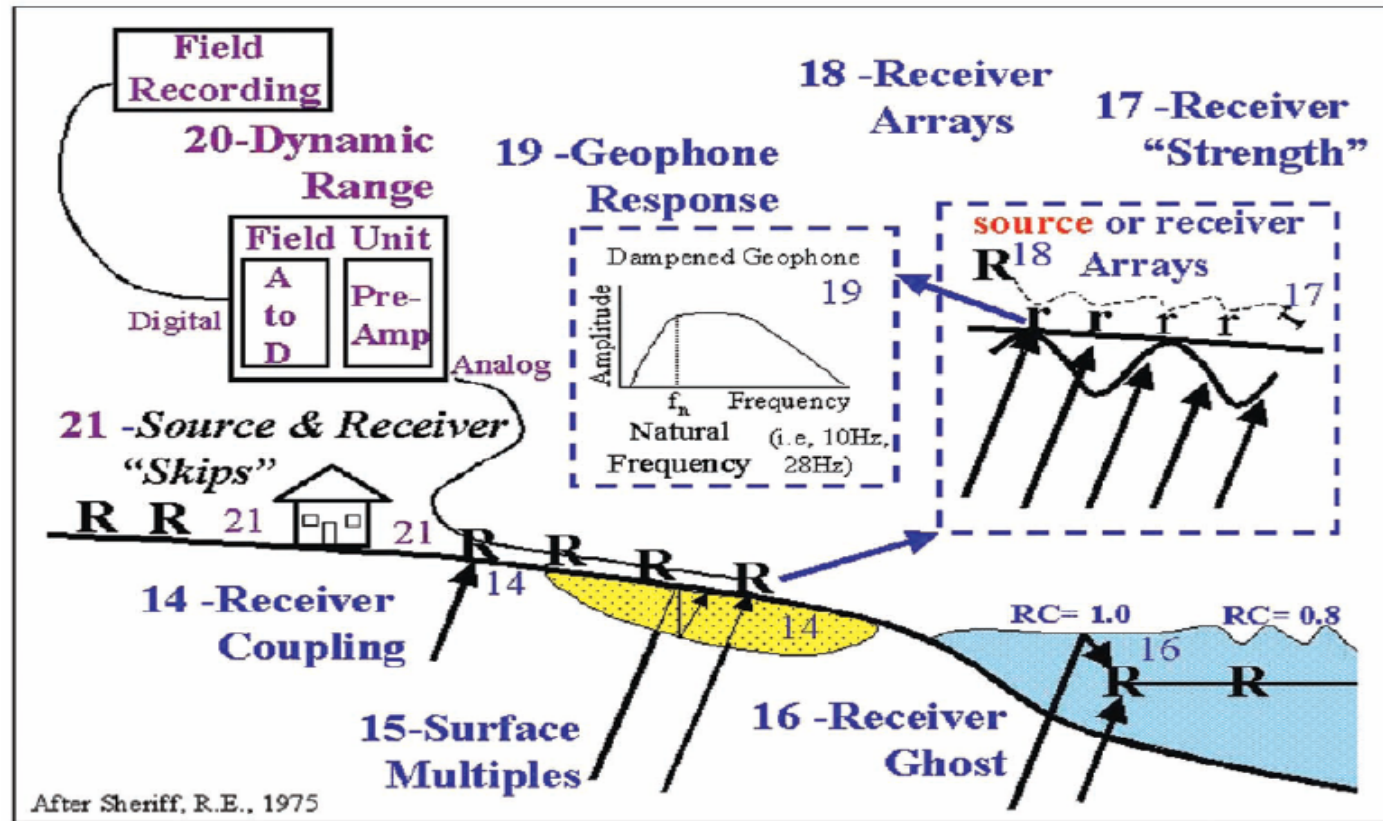 Field
Recording
20-Dynamic
Range
Field Unit
A
to
D
Pre-
Amp
Digital
Analog
18 -Receiver
Arrays
17 -Receiver
“Strength”
19 -Geophone
Response
Dampened Geophone
19
Amplitude
f_n
Frequency
Natural
Frequency
(i.e, 10Hz,
28Hz)
source or receiver
Arrays
R
18
17
r r r r
21 -Source & Receiver
“Skips”
R R 21 21 R R R R
14
14 -Receiver
Coupling
14
15-Surface
Multiples
RC= 1.0 RC= 0.8
16
R R
16 -Receiver
Ghost
After Sheriff, R.E., 1975